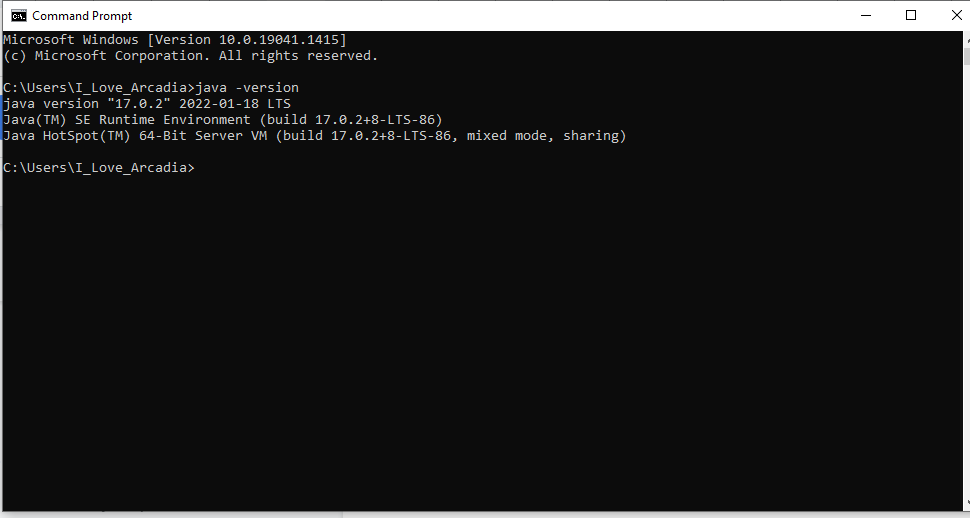 Command Prompt
Microsoft Windows [Version 10.0.19041.1415]
(c) Microsoft Corporation. All rights reserved.
C:\Users\I_Love_Arcadia>java -version
java version "17.0.2" 2022-01-18 LTS
Java(TM) SE Runtime Environment (build 17.0.2+8-LTS-86)
Java HotSpot(TM) 64-Bit Server VM (build 17.0.2+8-LTS-86, mixed mode, sharing)
C:\Users\I_Love_Arcadia>